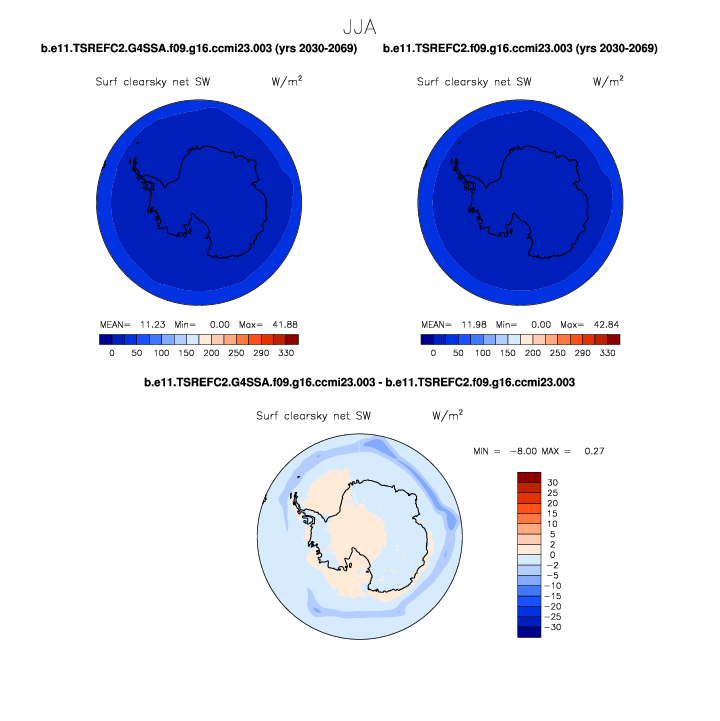 JJA
b.e11.TSREFC2.G4SSA.f09.g16.ccmi23.003 (yrs 2030-2069) b.e11.TSREFC2.f09.g16.ccmi23.003 (yrs 2030-2069)
Surf clearsky net SW W/m² Surf clearsky net SW W/m²
MEAN= 11.23 Min= 0.00 Max= 41.88 MEAN= 11.98 Min= 0.00 Max= 42.84
0 50 100 150 200 250 290 330 0 50 100 150 200 250 290 330
b.e11.TSREFC2.G4SSA.f09.g16.ccmi23.003 - b.e11.TSREFC2.f09.g16.ccmi23.003
Surf clearsky net SW W/m²
MIN = -8.00 MAX = 0.27
30
25
20
15
10
5
2
0
-2
-5
-10
-15
-20
-25
-30